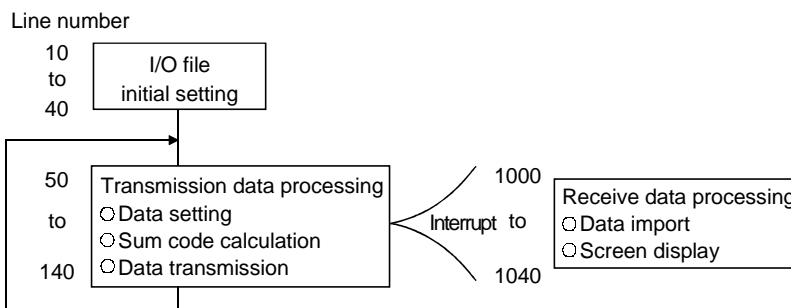 Line number
10
to
40
I/O file
initial setting
50
to
140
Transmission data processing
○Data setting
○Sum code calculation
○Data transmission
Interrupt
1000
to
1040
Receive data processing
○Data import
○Screen display